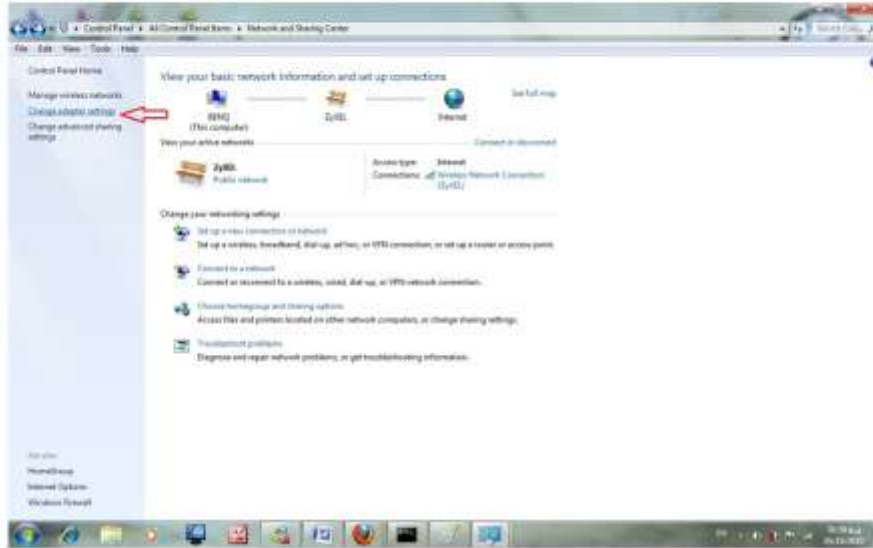 Control Panel ▸ All Control Panel Items ▸ Network and Sharing Center
File Edit View Tools Help
Control Panel Home
Manage wireless networks
Change adapter settings
Change advanced sharing
settings
See also
HomeGroup
Internet Options
Windows Firewall
View your basic network information and set up connections
See full map
BENQ
(This computer)
ZyXEL
Internet
View your active networks
Connect or disconnect
ZyXEL
Public network
Access type: Internet
Connections: Wireless Network Connection
(ZyXEL)
Change your networking settings
Set up a new connection or network
Set up a wireless, broadband, dial-up, ad hoc, or VPN connection; or set up a router or access point.
Connect to a network
Connect or reconnect to a wireless, wired, dial-up, or VPN network connection.
Choose homegroup and sharing options
Access files and printers located on other network computers, or change sharing settings.
Troubleshoot problems
Diagnose and repair network problems, or get troubleshooting information.